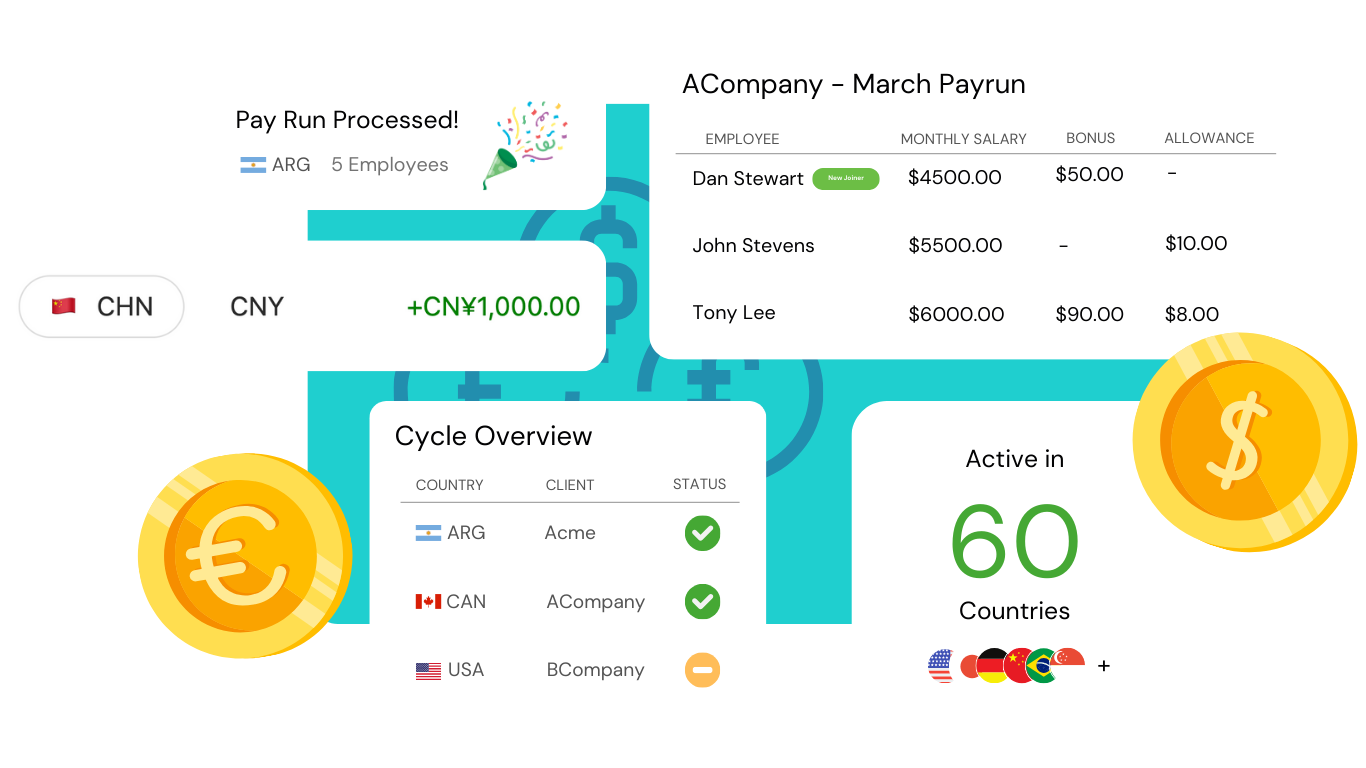 Pay Run Processed!
ARG 5 Employees
CHN CNY +CN¥1,000.00
ACompany - March Payrun
EMPLOYEE MONTHLY SALARY BONUS ALLOWANCE
Dan Stewart New Joiner $4500.00 $50.00 -
John Stevens $5500.00 - $10.00
Tony Lee $6000.00 $90.00 $8.00
Cycle Overview
COUNTRY CLIENT STATUS
ARG Acme
CAN ACompany
USA BCompany
Active in
60
Countries
+
€
$